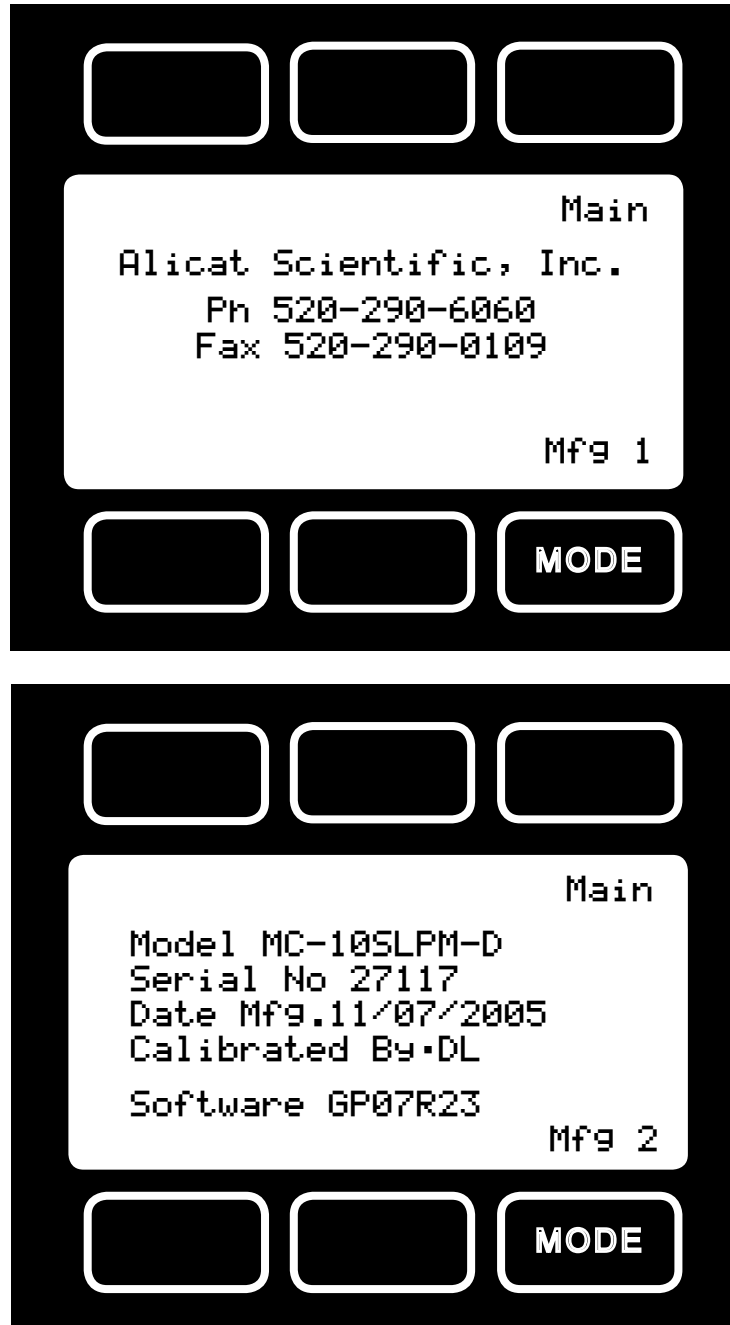 Main
Alicat Scientific, Inc.
Ph 520-290-6060
Fax 520-290-0109
Mfg 1
MODE
Main
Model MC-10SLPM-D
Serial No 27117
Date Mfg.11/07/2005
Calibrated By·DL
Software GP07R23
Mfg 2
MODE